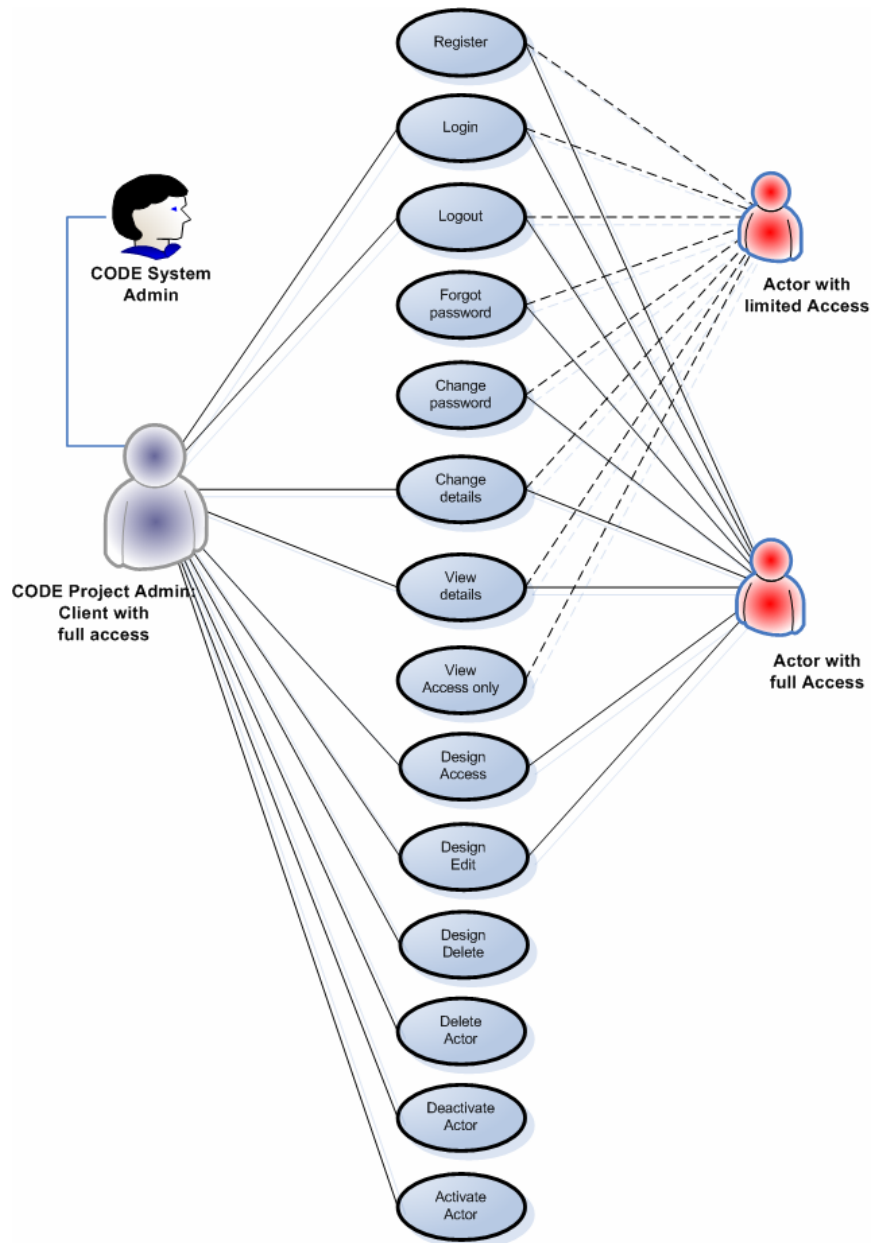 Register
Login
Logout
Forgot
password
Change
password
Change
details
View
details
View
Access only
Design
Access
Design
Edit
Design
Delete
Delete
Actor
Deactivate
Actor
Activate
Actor
CODE System
Admin
CODE Project Admin:
Client with
full access
Actor with
limited Access
Actor with
full Access